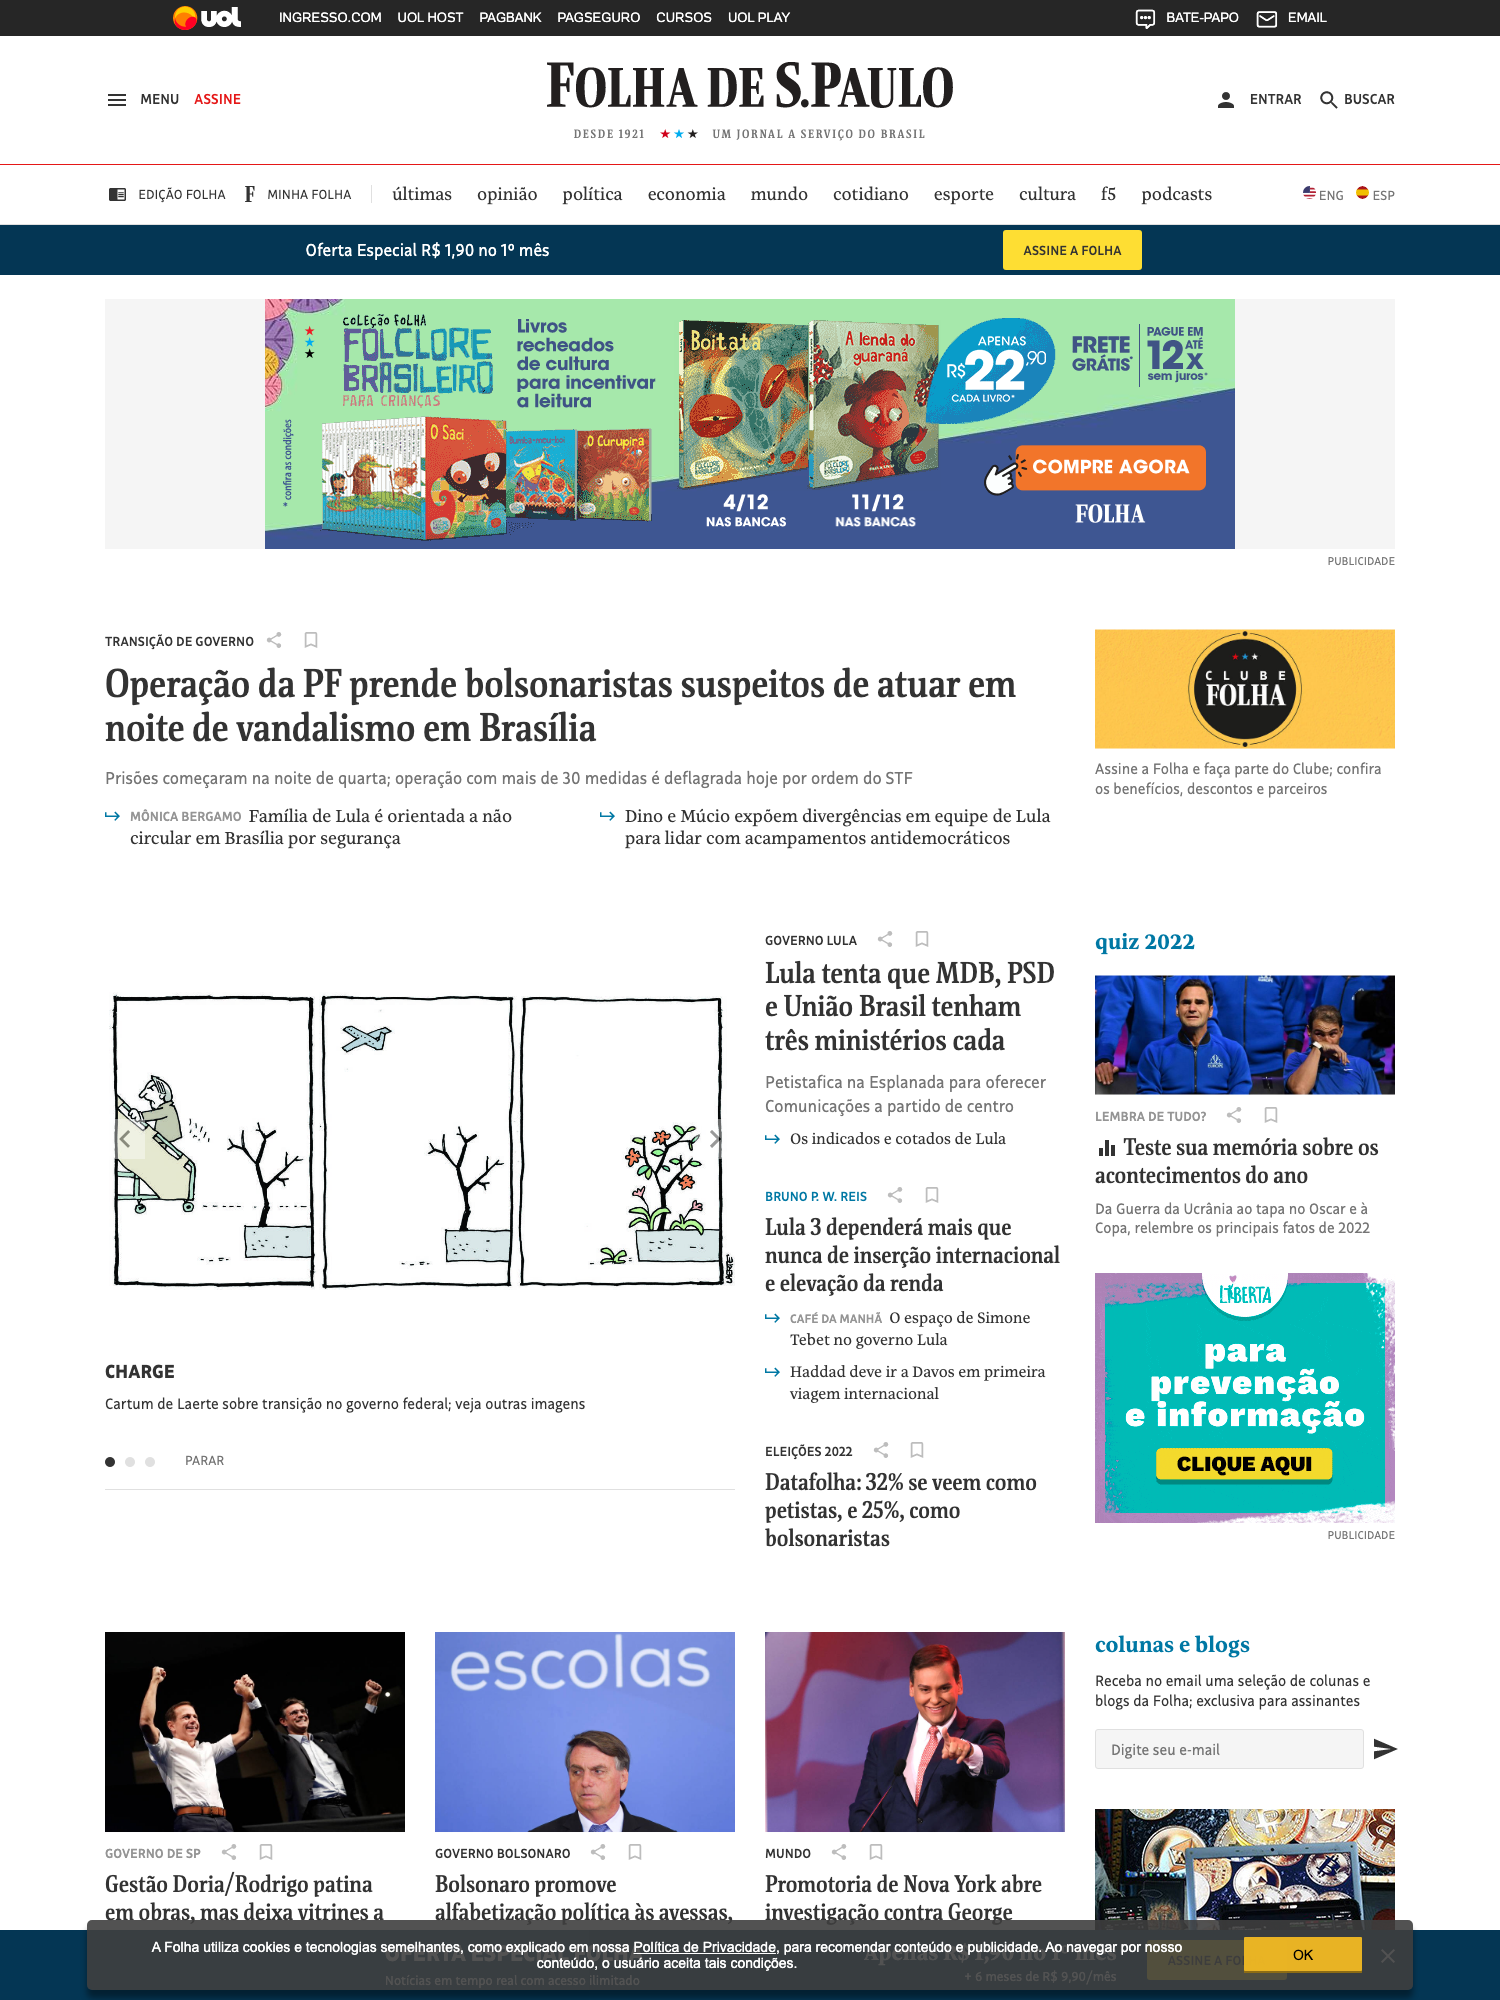 uol
INGRESSO.COM UOL HOST PAGBANK PAGSEGURO CURSOS UOL PLAY
BATE-PAPO EMAIL
MENU ASSINE
FOLHA DE S.PAULO
DESDE 1921 ★★★ UM JORNAL A SERVIÇO DO BRASIL
ENTRAR BUSCAR
EDIÇÃO FOLHA F MINHA FOLHA
últimas opinião política economia mundo cotidiano esporte cultura f5 podcasts
ENG ESP
Oferta Especial R$ 1,90 no 1º mês
ASSINE A FOLHA
COLEÇÃO FOLHA
FOLCLORE
BRASILEIRO
PARA CRIANÇAS
* confira as condições
Livros
recheados
de cultura
para incentivar
a leitura
O Saci
Bumba-meu-boi
O Curupira
Boitatá
A lenda do
guaraná
4/12
NAS BANCAS
11/12
NAS BANCAS
APENAS
R$22,90
CADA LIVRO*
FRETE
GRÁTIS*
PAGUE EM
ATÉ
12x
sem juros*
COMPRE AGORA
FOLHA
PUBLICIDADE
TRANSIÇÃO DE GOVERNO
Operação da PF prende bolsonaristas suspeitos de atuar em
noite de vandalismo em Brasília
Prisões começaram na noite de quarta; operação com mais de 30 medidas é deflagrada hoje por ordem do STF
MÔNICA BERGAMO Família de Lula é orientada a não
circular em Brasília por segurança
Dino e Múcio expõem divergências em equipe de Lula
para lidar com acampamentos antidemocráticos
CLUBE
FOLHA
Assine a Folha e faça parte do Clube; confira
os benefícios, descontos e parceiros
LAERTE
CHARGE
Cartum de Laerte sobre transição no governo federal; veja outras imagens
PARAR
GOVERNO LULA
Lula tenta que MDB, PSD
e União Brasil tenham
três ministérios cada
Petistafica na Esplanada para oferecer
Comunicações a partido de centro
Os indicados e cotados de Lula
BRUNO P. W. REIS
Lula 3 dependerá mais que
nunca de inserção internacional
e elevação da renda
CAFÉ DA MANHÃ O espaço de Simone
Tebet no governo Lula
Haddad deve ir a Davos em primeira
viagem internacional
ELEIÇÕES 2022
Datafolha: 32% se veem como
petistas, e 25%, como
bolsonaristas
quiz 2022
LEMBRA DE TUDO?
Teste sua memória sobre os
acontecimentos do ano
Da Guerra da Ucrânia ao tapa no Oscar e à
Copa, relembre os principais fatos de 2022
LIBERTA
para
prevenção
e informação
CLIQUE AQUI
PUBLICIDADE
escolas
GOVERNO DE SP
Gestão Doria/Rodrigo patina
em obras, mas deixa vitrines a
GOVERNO BOLSONARO
Bolsonaro promove
alfabetização política às avessas,
MUNDO
Promotoria de Nova York abre
investigação contra George
colunas e blogs
Receba no email uma seleção de colunas e
blogs da Folha; exclusiva para assinantes
Digite seu e-mail
A Folha utiliza cookies e tecnologias semelhantes, como explicado em nossa Política de Privacidade, para recomendar conteúdo e publicidade. Ao navegar por nosso
conteúdo, o usuário aceita tais condições.
OK
Apenas R$ 1,90 no 1º mês
Notícias em tempo real com acesso ilimitado
+ 6 meses de R$ 9,90/mês
ASSINE A FO